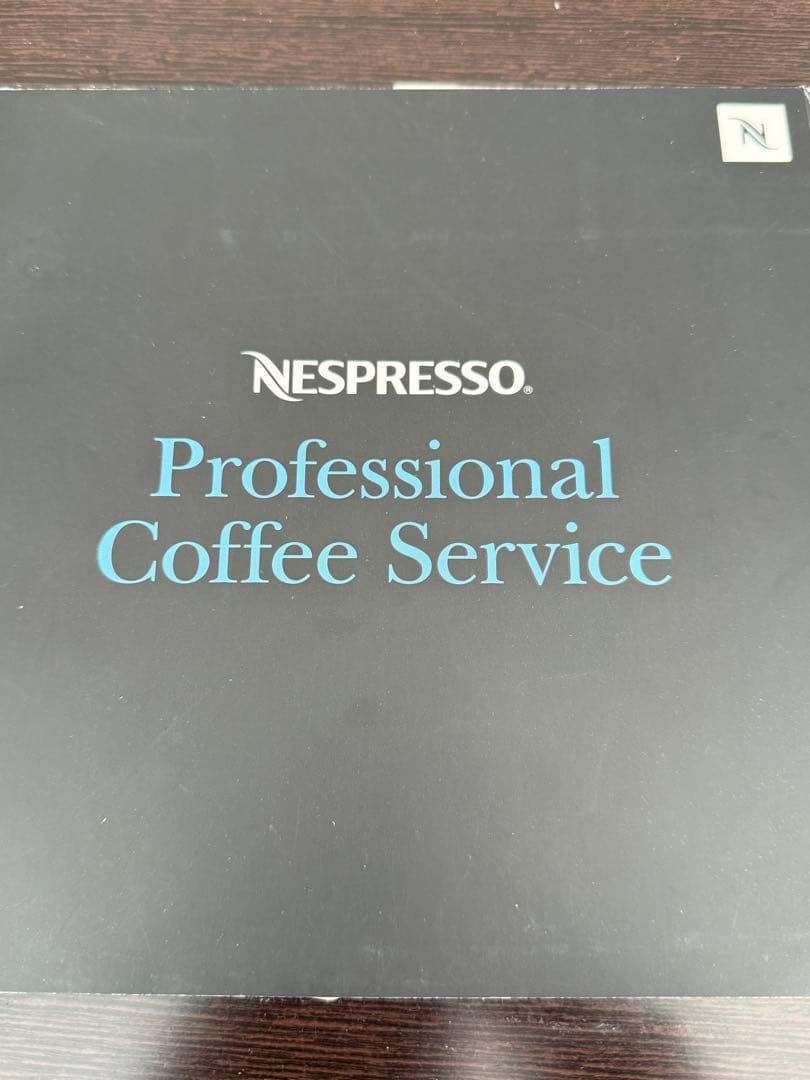 N
NESPRESSO®
Professional
Coffee Service